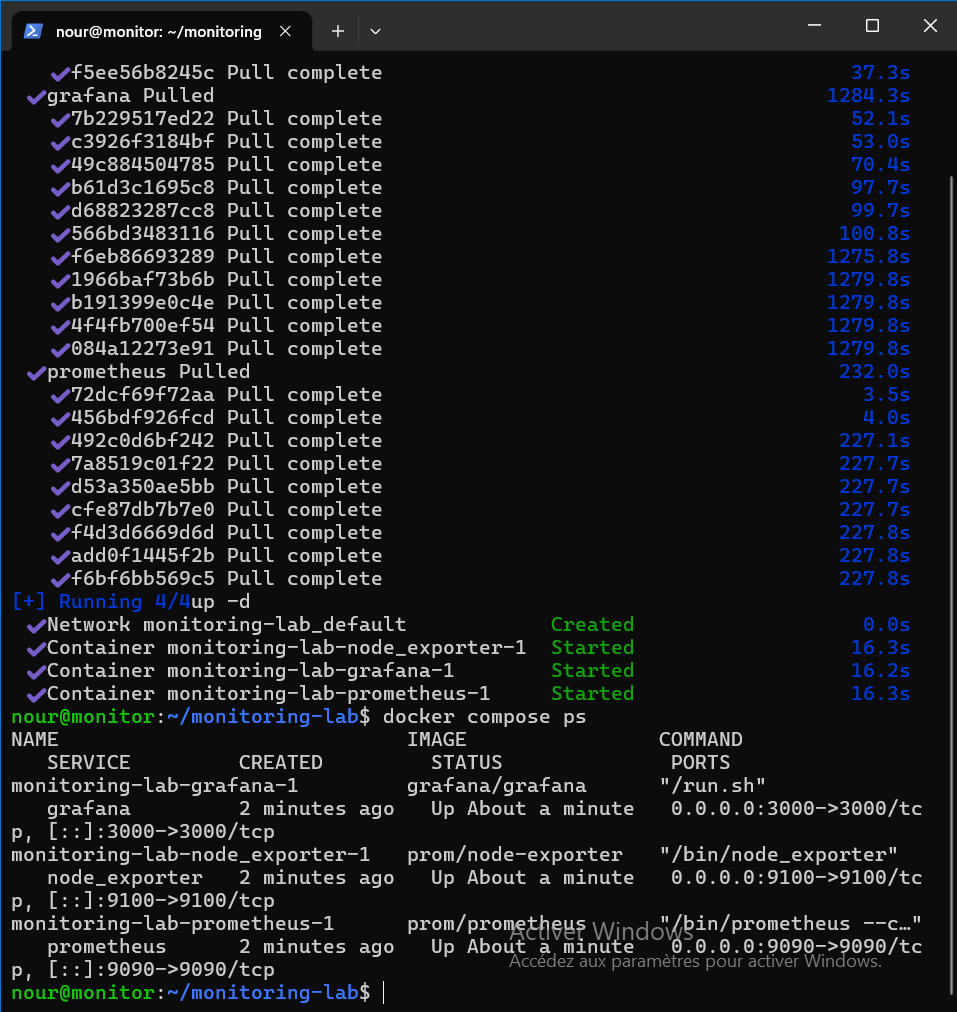 nour@monitor: ~/monitoring
f5ee56b8245c Pull complete 37.3s
grafana Pulled 1284.3s
7b229517ed22 Pull complete 52.1s
c3926f3184bf Pull complete 53.0s
49c884504785 Pull complete 70.4s
b61d3c1695c8 Pull complete 97.7s
d68823287cc8 Pull complete 99.7s
566bd3483116 Pull complete 100.8s
f6eb86693289 Pull complete 1275.8s
1966baf73b6b Pull complete 1279.8s
b191399e0c4e Pull complete 1279.8s
4f4fb700ef54 Pull complete 1279.8s
084a12273e91 Pull complete 1279.8s
prometheus Pulled 232.0s
72dcf69f72aa Pull complete 3.5s
456bdf926fcd Pull complete 4.0s
492c0d6bf242 Pull complete 227.1s
7a8519c01f22 Pull complete 227.7s
d53a350ae5bb Pull complete 227.7s
cfe87db7b7e0 Pull complete 227.7s
f4d3d6669d6d Pull complete 227.8s
add0f1445f2b Pull complete 227.8s
f6bf6bb569c5 Pull complete 227.8s
[+] Running 4/4up -d
Network monitoring-lab_default Created 0.0s
Container monitoring-lab-node_exporter-1 Started 16.3s
Container monitoring-lab-grafana-1 Started 16.2s
Container monitoring-lab-prometheus-1 Started 16.3s
nour@monitor:~/monitoring-lab$ docker compose ps
NAME IMAGE COMMAND
SERVICE CREATED STATUS PORTS
monitoring-lab-grafana-1 grafana/grafana "/run.sh"
grafana 2 minutes ago Up About a minute 0.0.0.0:3000->3000/tc
p, [::]:3000->3000/tcp
monitoring-lab-node_exporter-1 prom/node-exporter "/bin/node_exporter"
node_exporter 2 minutes ago Up About a minute 0.0.0.0:9100->9100/tc
p, [::]:9100->9100/tcp
monitoring-lab-prometheus-1 prom/prometheus "/bin/prometheus --c…"
prometheus 2 minutes ago Up About a minute 0.0.0.0:9090->9090/tc
p, [::]:9090->9090/tcp
nour@monitor:~/monitoring-lab$
Activer Windows
Accédez aux paramètres pour activer Windows.